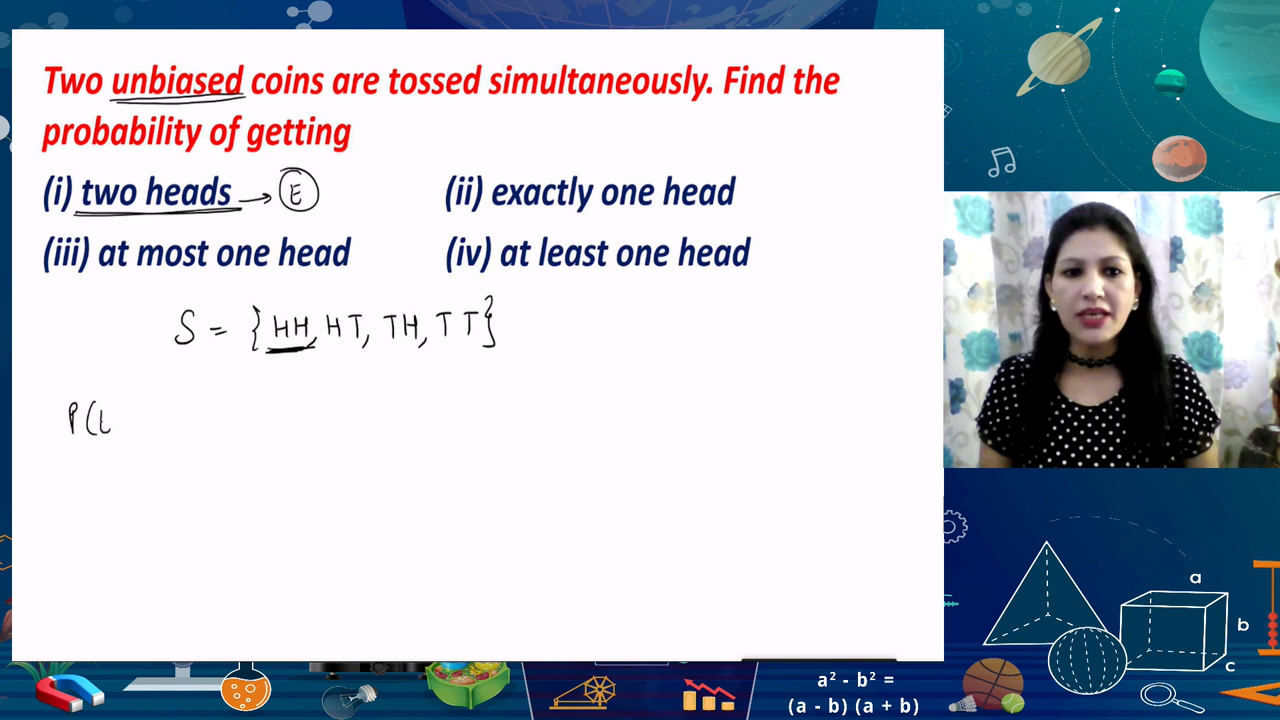 Two unbiased coins are tossed simultaneously. Find the
probability of getting
(i) two heads → E
(ii) exactly one head
(iii) at most one head
(iv) at least one head
S = {HH, HT, TH, TT}
P(
a
b
c
a² - b² =
(a - b) (a + b)